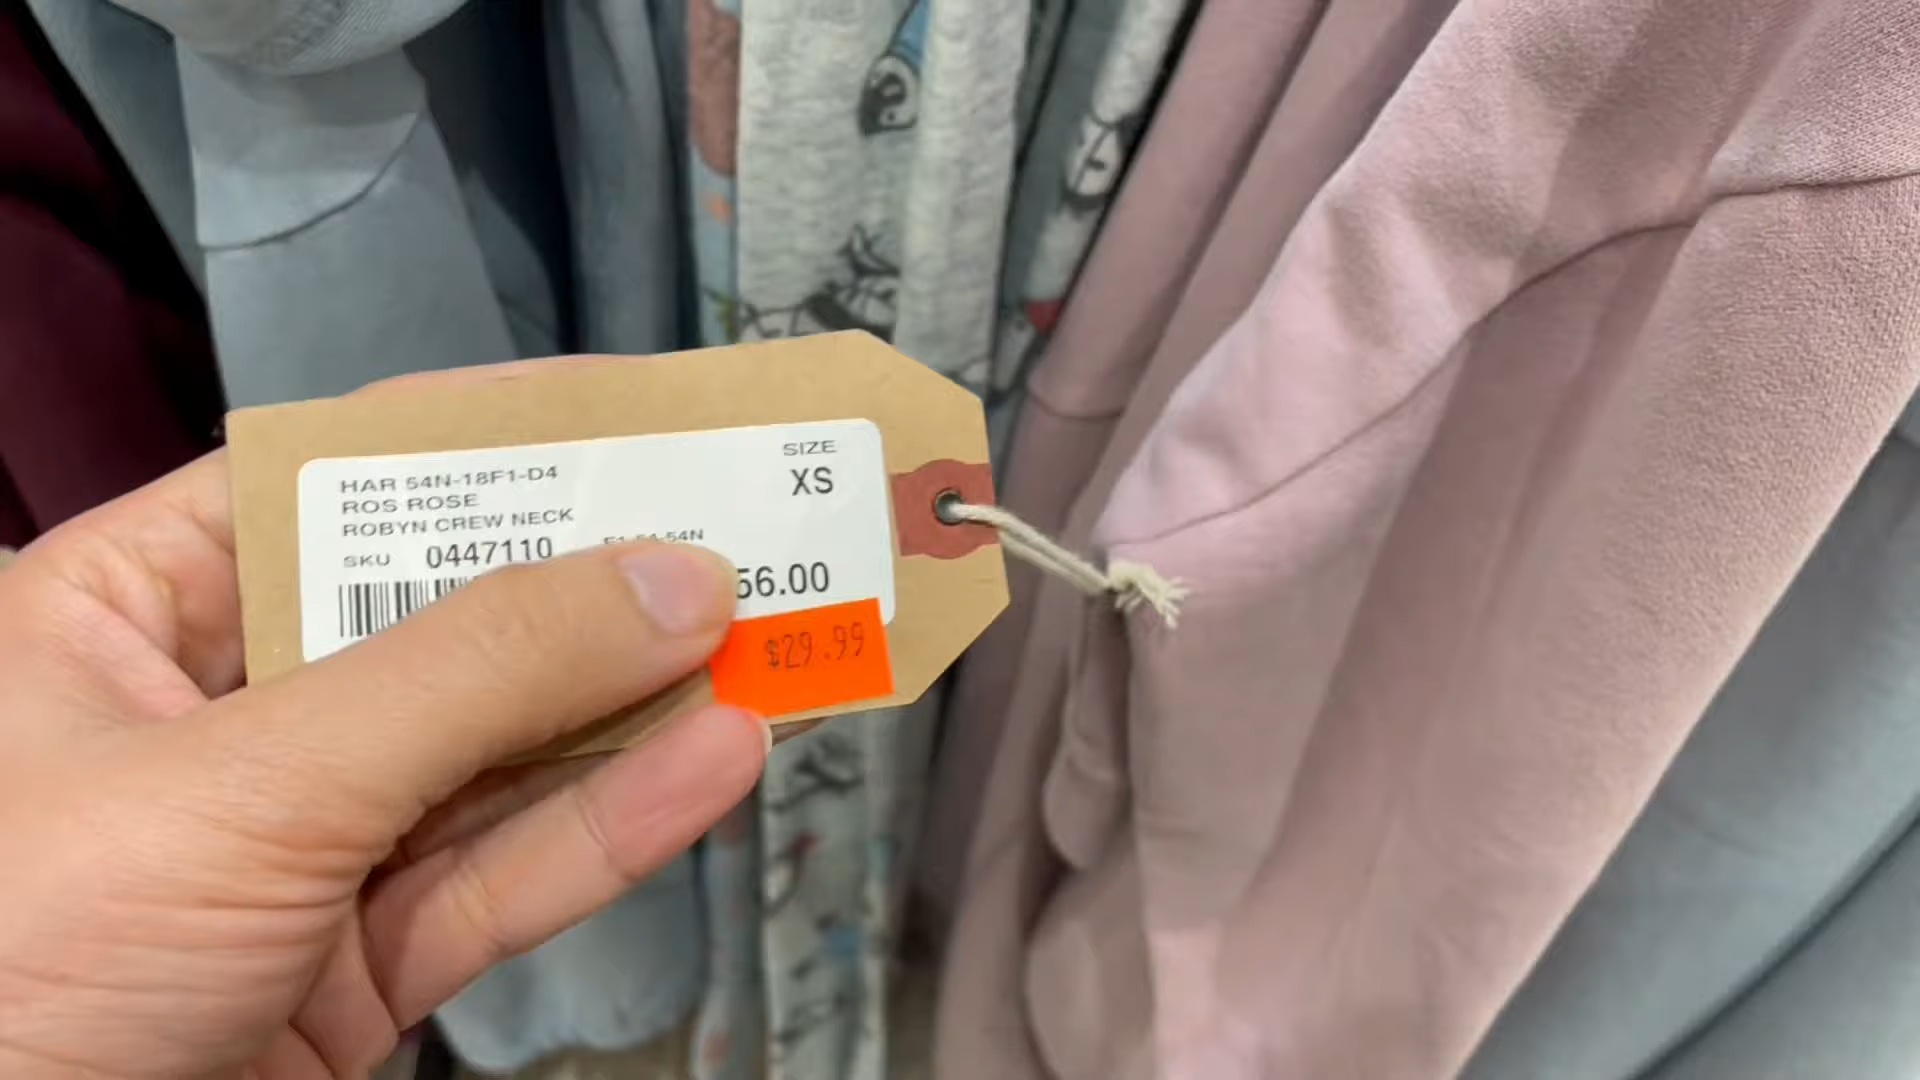 HAR 54N-18F1-D4
SIZE
ROS ROSE
XS
ROBYN CREW NECK
SKU 0447110
56.00
$29.99